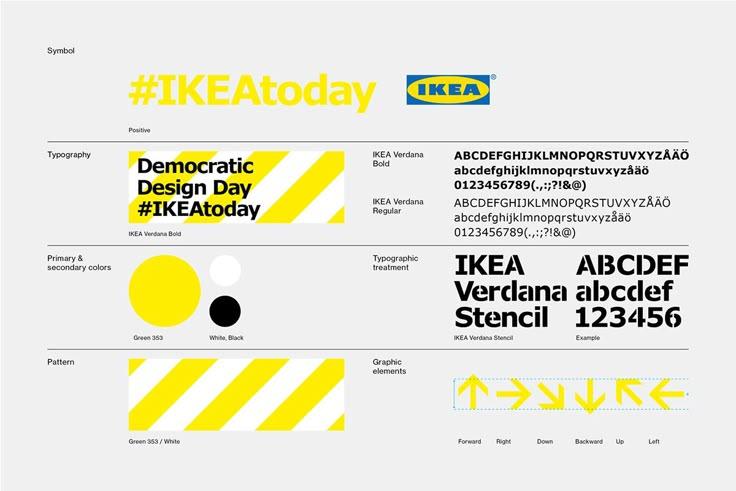 Symbol
#IKEAtoday
IKEA®
Positive
Typography
Democratic
Design Day
#IKEAtoday
IKEA Verdana Bold
IKEA Verdana
Bold
ABCDEFGHIJKLMNOPQRSTUVXYZÅÄÖ
abcdefghijklmnopqrstuvxyzåäö
0123456789(.,:;?!&@)
IKEA Verdana
Regular
ABCDEFGHIJKLMNOPQRSTUVXYZÅÄÖ
abcdefghijklmnopqrstuvxyzåäö
0123456789(.,:;?!&@)
Primary &
secondary colors
Green 353
White, Black
Typographic
treatment
IKEA
Verdana
Stencil
IKEA Verdana Stencil
ABCDEF
abcdef
123456
Example
Pattern
Green 353 / White
Graphic
elements
Forward
Right
Down
Backward
Up
Left